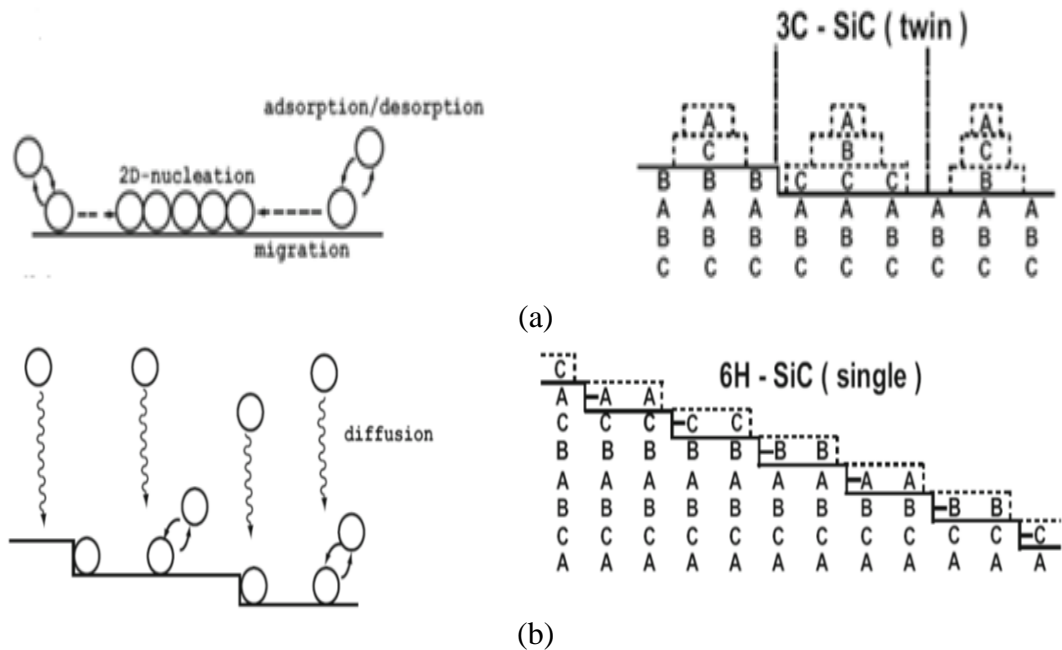 adsorption/desorption
2D-nucleation
migration
3C - SiC ( twin )
A A A
C B C
B B B C C C B
A A A A A A A A A
B B B B B B B B B
C C C C C C C C C
(a)
diffusion
6H - SiC ( single )
C
A A A
C C C C C
B B B B B B B
A A A A A A A A A
B B B B B B B B B B B
C C C C C C C C C C C C
A A A A A A A A A A A A
(b)